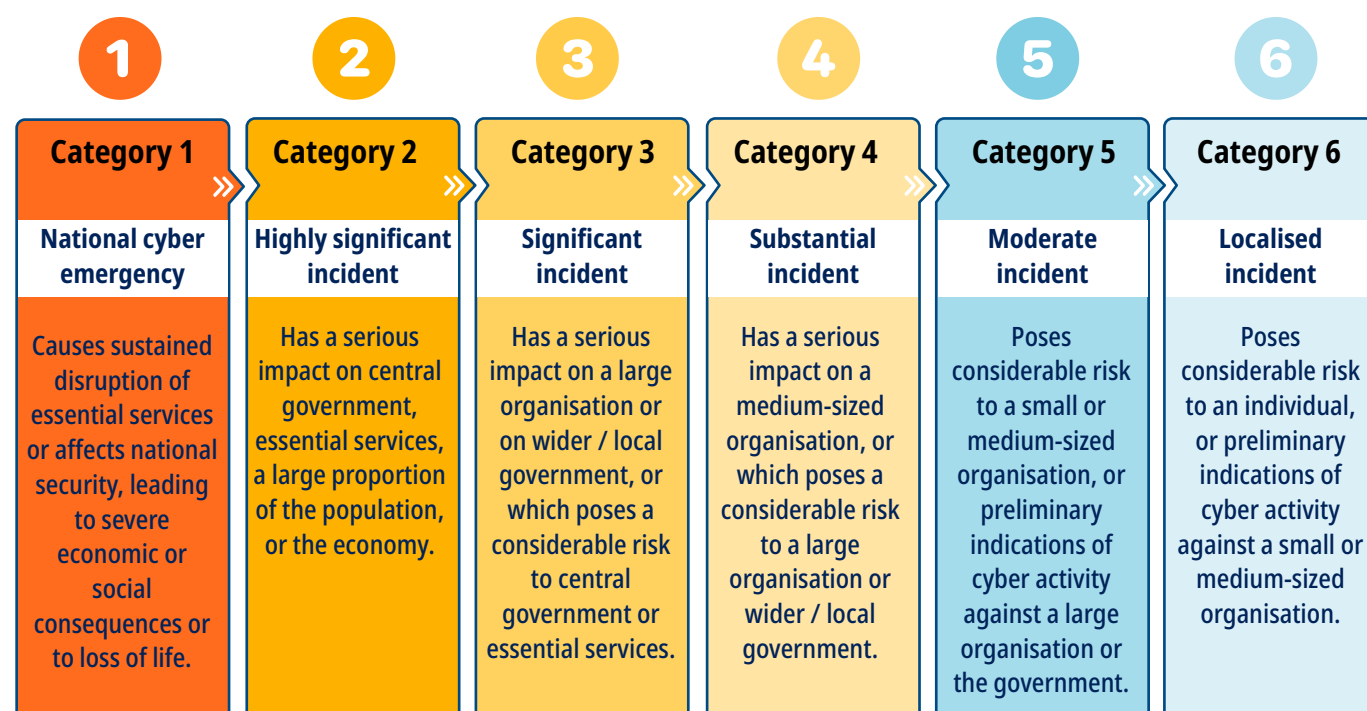 1
2
3
4
5
6
Category 1
Category 2
Category 3
Category 4
Category 5
Category 6
National cyber
emergency
Highly significant
incident
Significant
incident
Substantial
incident
Moderate
incident
Localised
incident
Causes sustained
disruption of
essential services
or affects national
security, leading
to severe
economic or
social
consequences or
to loss of life.
Has a serious
impact on central
government,
essential services,
a large proportion
of the population,
or the economy.
Has a serious
impact on a large
organisation or
on wider / local
government, or
which poses a
considerable risk
to central
government or
essential services.
Has a serious
impact on a
medium-sized
organisation, or
which poses a
considerable risk
to a large
organisation or
wider / local
government.
Poses
considerable risk
to a small or
medium-sized
organisation, or
preliminary
indications of
cyber activity
against a large
organisation or
the government.
Poses
considerable risk
to an individual,
or preliminary
indications of
cyber activity
against a small or
medium-sized
organisation.